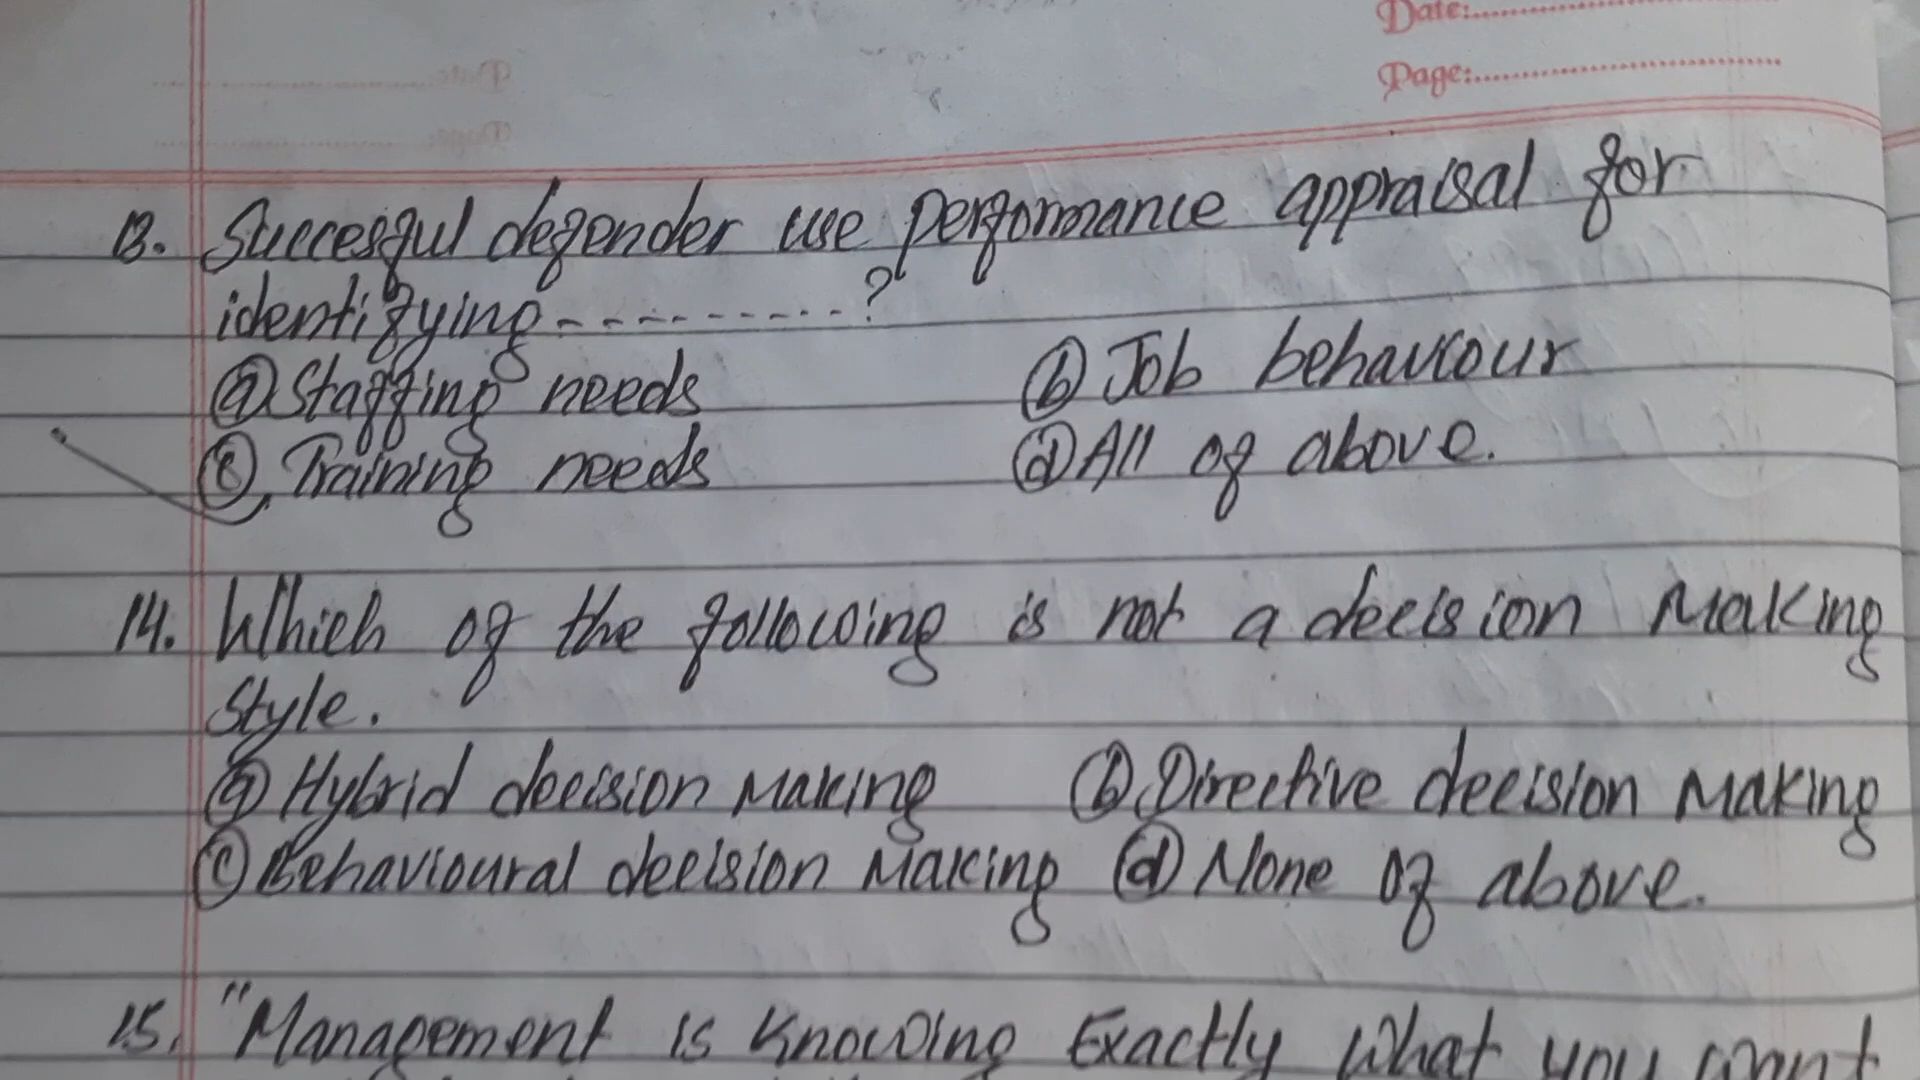 Date:
Page:
13. Succesful defender use performance appraisal for
identifying ----------?
(a) Staffing needs (b) Job behaviour
(c) Training needs (d) All of above.
14. Which of the following is not a decision Making
Style.
(a) Hybrid decision Making (b) Directive decision Making
(c) Behavioural decision Making (d) None of above.
15. "Management is Knowing Exactly what you want